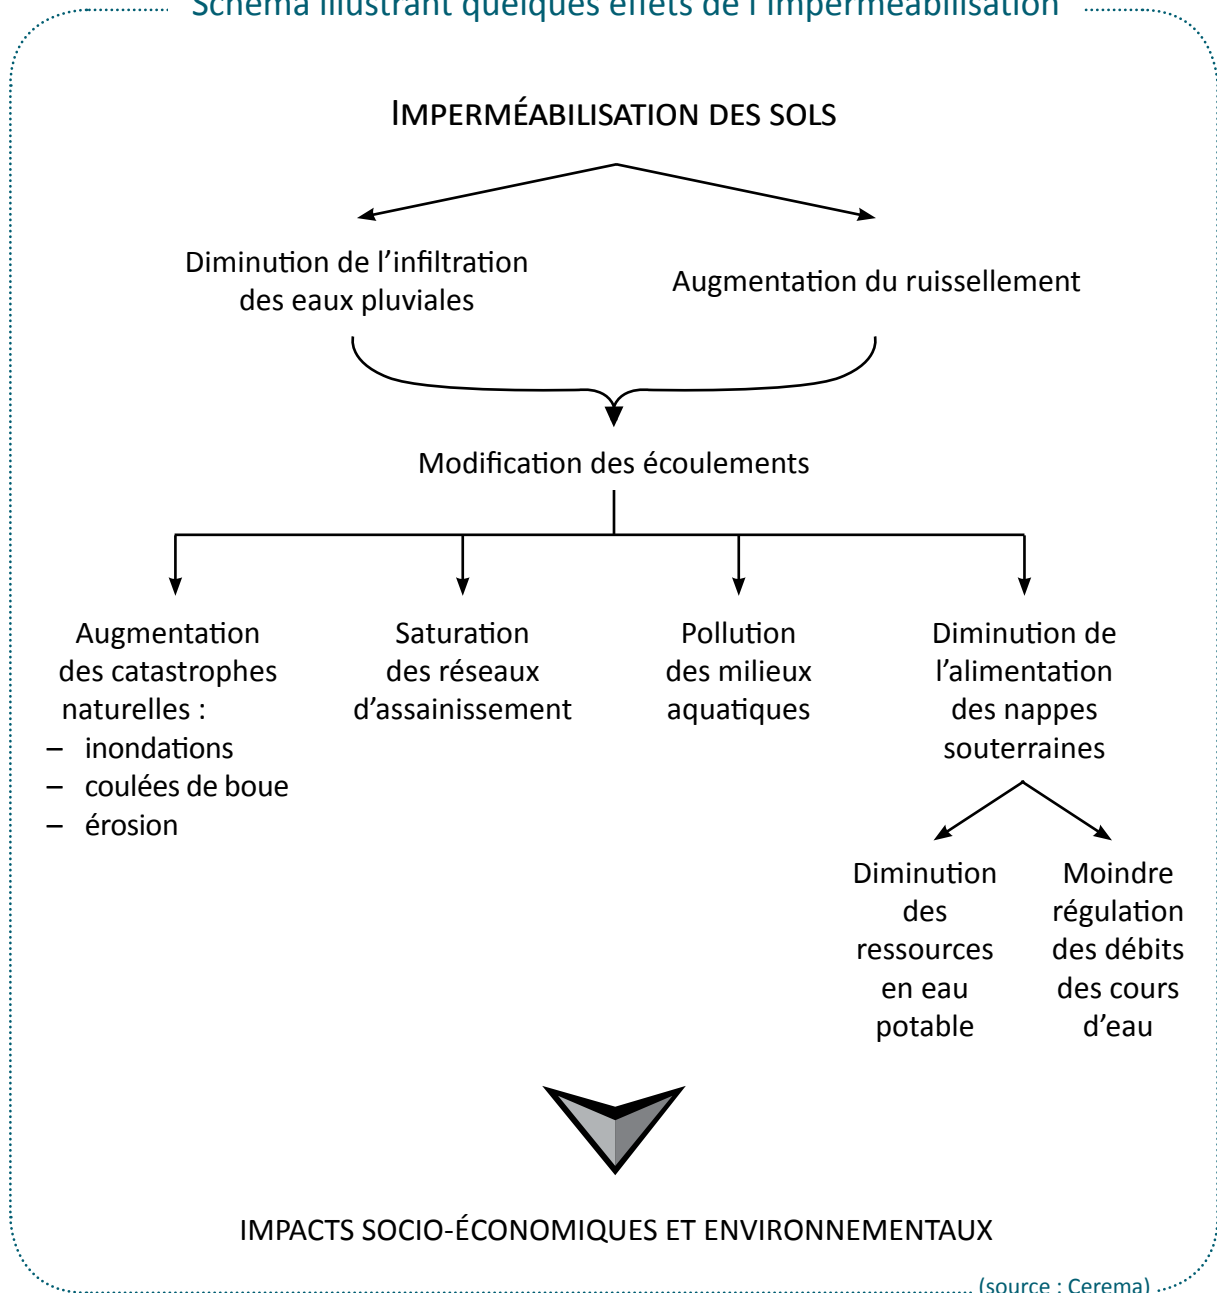 Schéma illustrant quelques effets de l'imperméabilisation
IMPERMÉABILISATION DES SOLS
Diminution de l’infiltration
des eaux pluviales
Augmentation du ruissellement
Modification des écoulements
Augmentation
des catastrophes
naturelles :
– inondations
– coulées de boue
– érosion
Saturation
des réseaux
d’assainissement
Pollution
des milieux
aquatiques
Diminution de
l’alimentation
des nappes
souterraines
Diminution
des
ressources
en eau
potable
Moindre
régulation
des débits
des cours
d’eau
IMPACTS SOCIO-ÉCONOMIQUES ET ENVIRONNEMENTAUX
(source : Cerema)